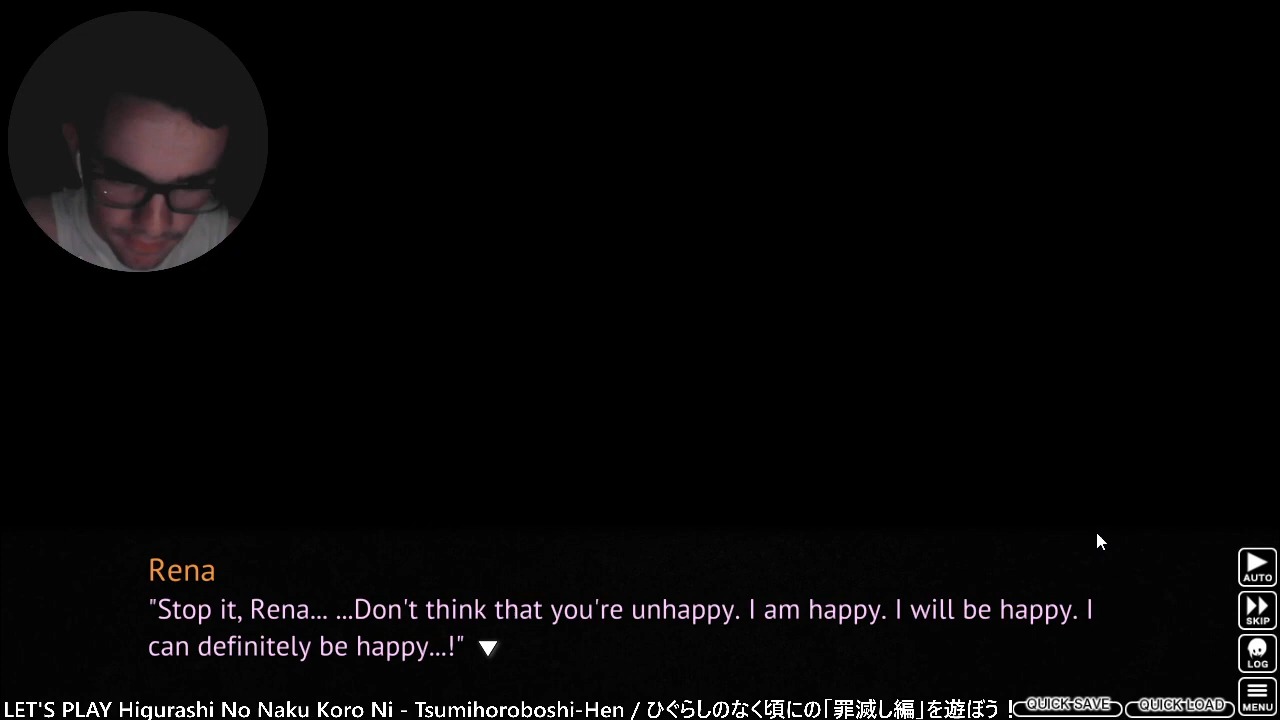 Rena
"Stop it, Rena... ...Don't think that you're unhappy. I am happy. I will be happy. I
can definitely be happy...!"
AUTO
SKIP
LOG
MENU
QUICK SAVE
QUICK LOAD
LET'S PLAY Higurashi No Naku Koro Ni - Tsumihoroboshi-Hen / ひぐらしのなく頃にの「罪滅し編」を遊ぼう！